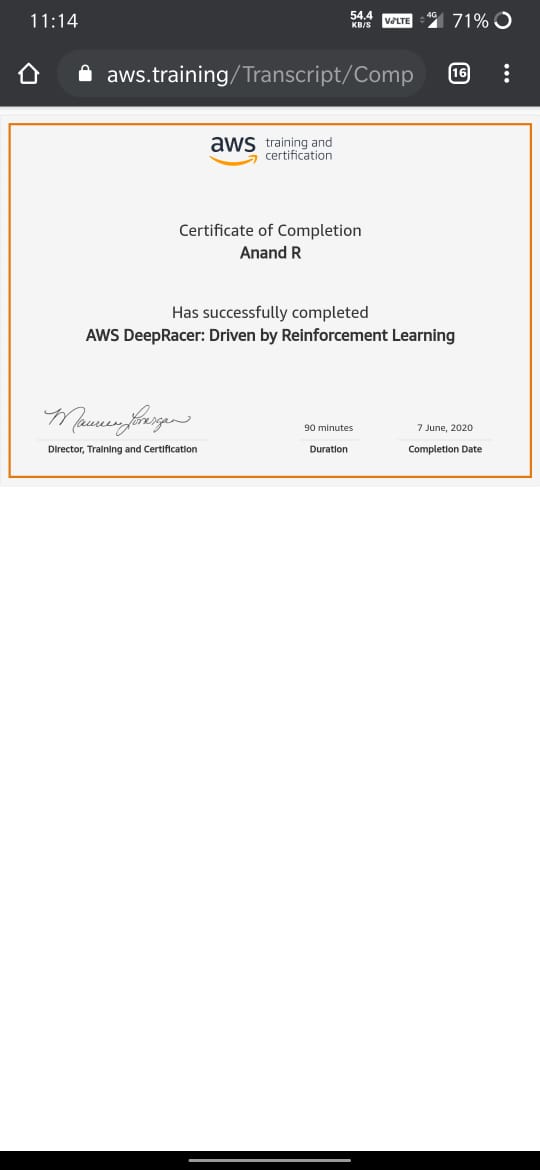 11:14
54.4
KB/S
VoLTE
4G
71%
aws.training/Transcript/Comp
16
aws training and
certification
Certificate of Completion
Anand R
Has successfully completed
AWS DeepRacer: Driven by Reinforcement Learning
Maureen Lonergan
90 minutes
7 June, 2020
Director, Training and Certification
Duration
Completion Date